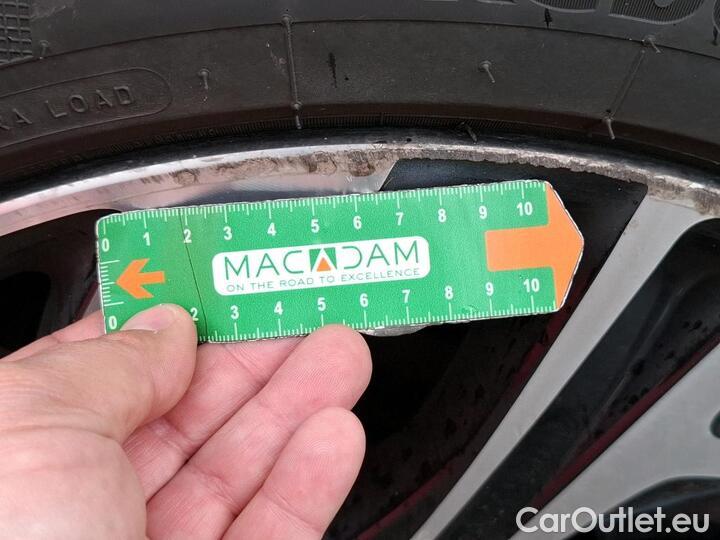 RA LOAD
0 1 2 3 4 5 6 7 8 9 10
MACADAM
ON THE ROAD TO EXCELLENCE
0 2 3 4 5 6 7 8 9 10
CarOutlet.eu